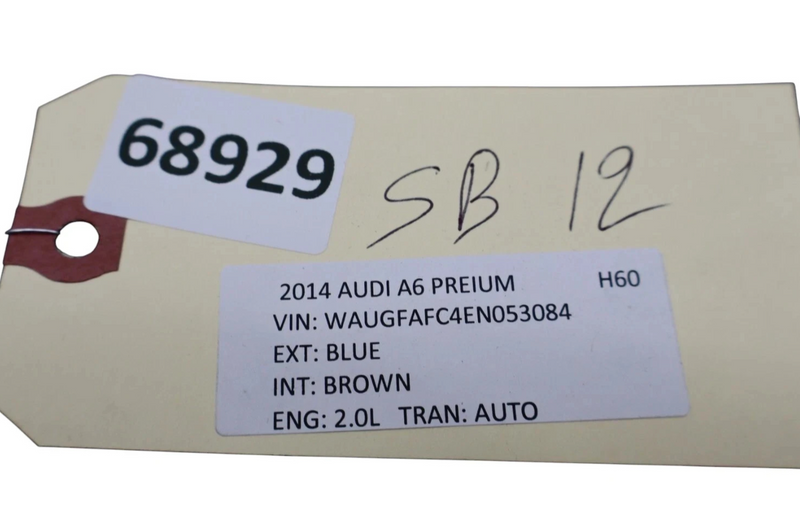 68929
SB 12
2014 AUDI A6 PREIUM H60
VIN: WAUGFAFC4EN053084
EXT: BLUE
INT: BROWN
ENG: 2.0L TRAN: AUTO